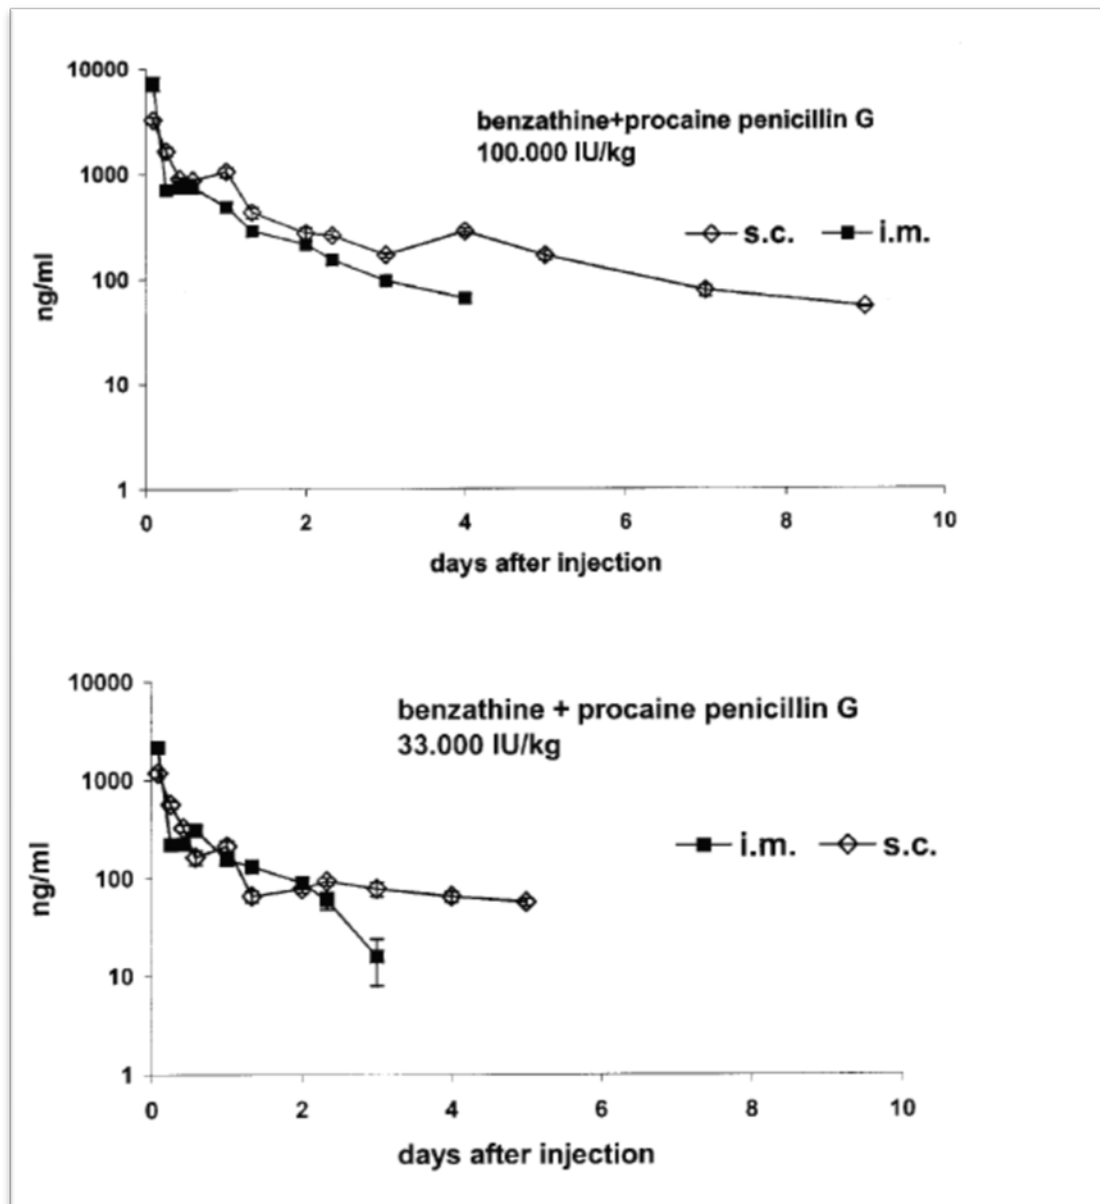 10000
1000
100
10
1
ng/ml
benzathine+procaine penicillin G
100.000 IU/kg
s.c. i.m.
0 2 4 6 8 10
days after injection
10000
1000
100
10
1
ng/ml
benzathine + procaine penicillin G
33.000 IU/kg
i.m. s.c.
0 2 4 6 8 10
days after injection